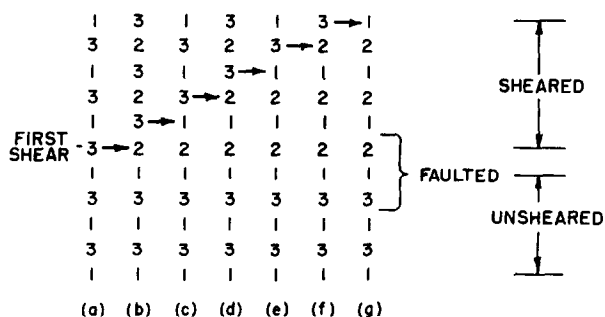 1 3 1 3 1 3 → 1
3 2 3 2 3 → 2 2
1 3 1 3 → 1 1 1
SHEARED
3 2 3 → 2 2 2 2
1 3 → 1 1 1 1 1
FIRST
SHEAR - 3 → 2 2 2 2 2 2
1 1 1 1 1 1 1
FAULTED
3 3 3 3 3 3 3
UNSHEARED
1 1 1 1 1 1 1
3 3 3 3 3 3 3
1 1 1 1 1 1 1
(a) (b) (c) (d) (e) (f) (g)